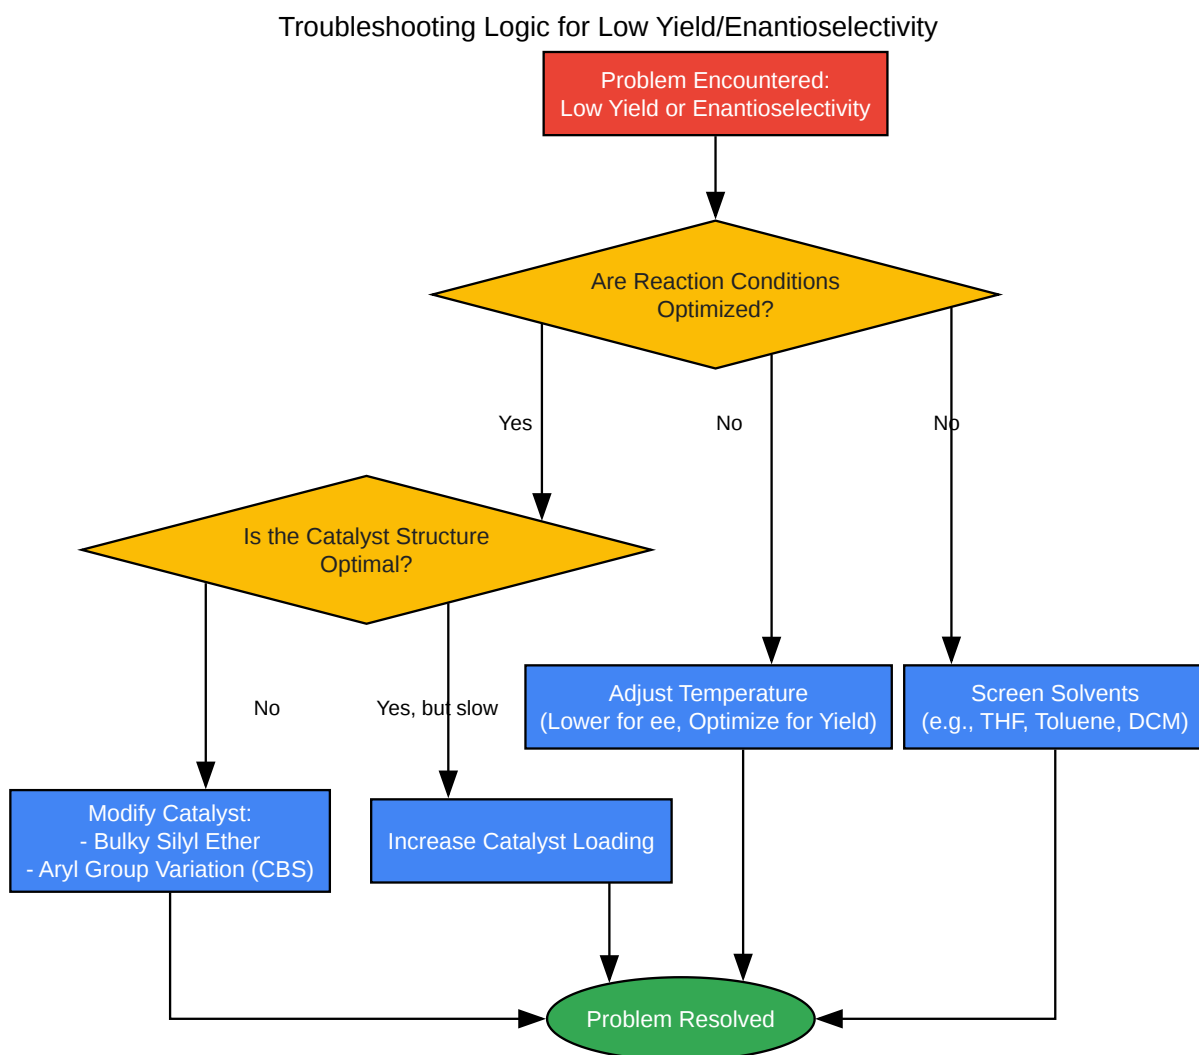 Troubleshooting Logic for Low Yield/Enantioselectivity
Problem Encountered:
Low Yield or Enantioselectivity
Are Reaction Conditions
Optimized?
Yes
No
No
Is the Catalyst Structure
Optimal?
No
Yes, but slow
Adjust Temperature
(Lower for ee, Optimize for Yield)
Screen Solvents
(e.g., THF, Toluene, DCM)
Modify Catalyst:
- Bulky Silyl Ether
- Aryl Group Variation (CBS)
Increase Catalyst Loading
Problem Resolved